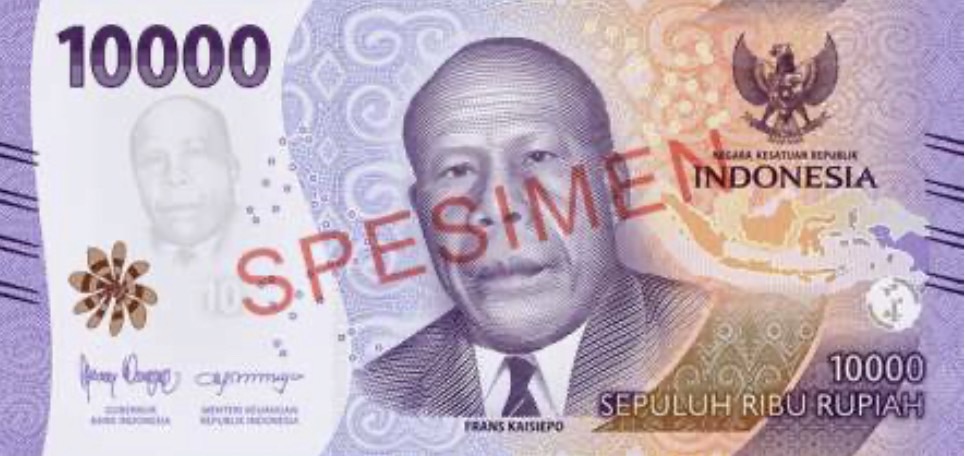 10000
SPESIMEN
NEGARA KESATUAN REPUBLIK
INDONESIA
10
GUBERNUR
BANK INDONESIA
MENTERI KEUANGAN
REPUBLIK INDONESIA
FRANS KAISIEPO
10000
SEPULUH RIBU RUPIAH